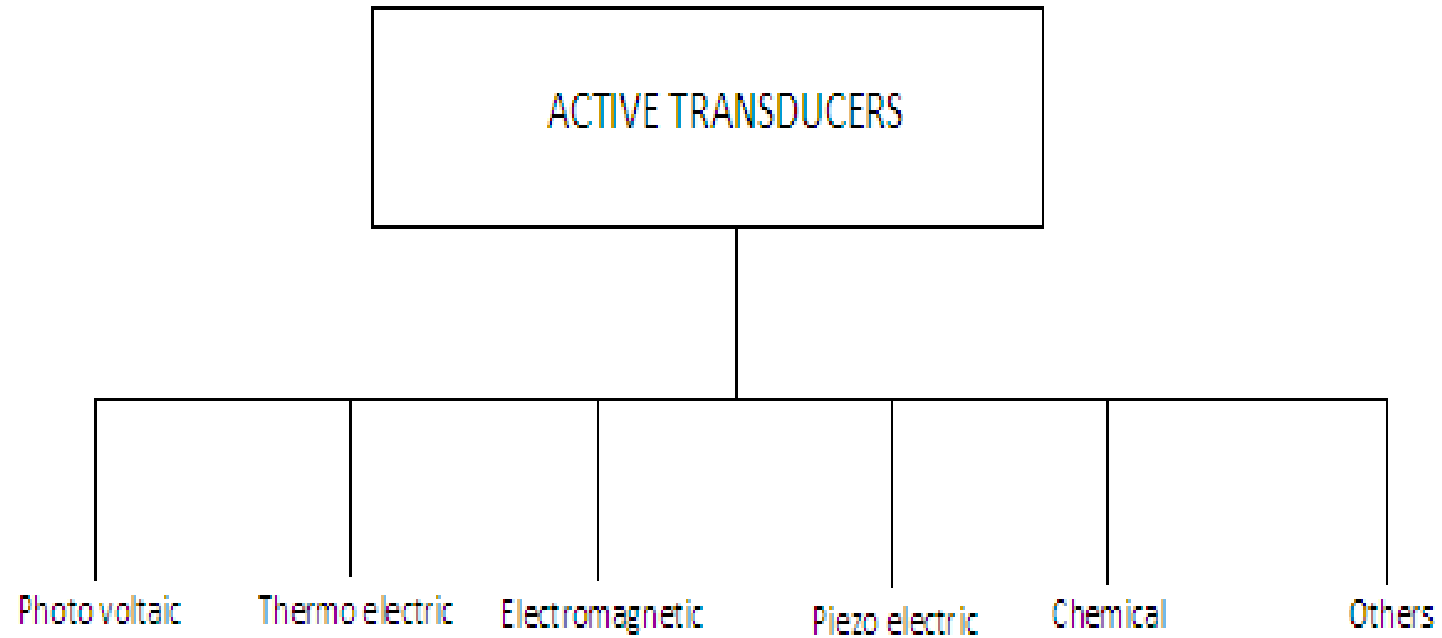 ACTIVE TRANSDUCERS
Photo voltaic
Thermo electric
Electromagnetic
Piezo electric
Chemical
Others